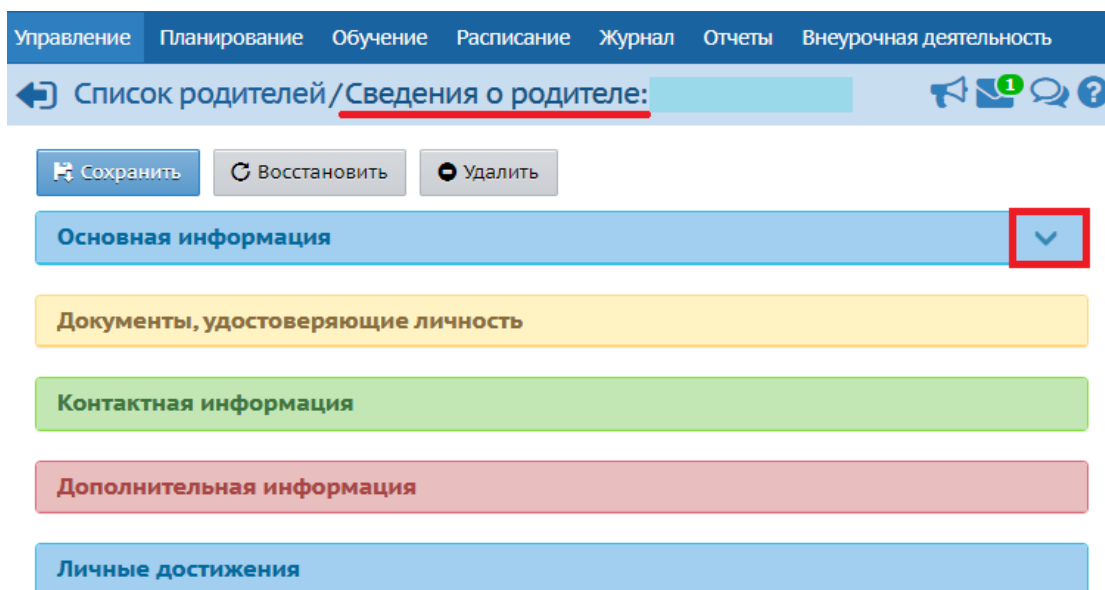 Управление Планирование Обучение Расписание Журнал Отчеты Внеурочная деятельность
Список родителей/Сведения о родителе: 1 ?
Сохранить Восстановить Удалить
Основная информация
Документы, удостоверяющие личность
Контактная информация
Дополнительная информация
Личные достижения